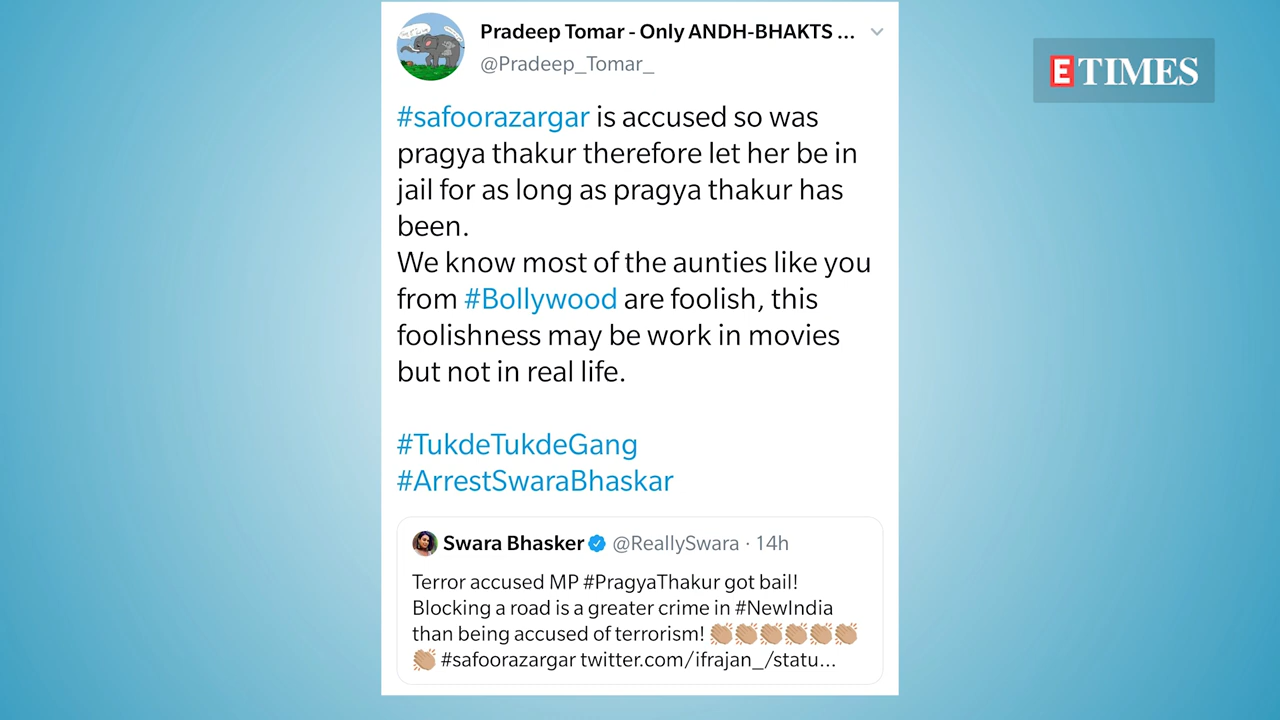 Pradeep Tomar - Only ANDH-BHAKTS ...
@Pradeep_Tomar_
E TIMES
#safoorazargar is accused so was
pragya thakur therefore let her be in
jail for as long as pragya thakur has
been.
We know most of the aunties like you
from #Bollywood are foolish, this
foolishness may be work in movies
but not in real life.
#TukdeTukdeGang
#ArrestSwaraBhaskar
Swara Bhasker @ReallySwara · 14h
Terror accused MP #PragyaThakur got bail!
Blocking a road is a greater crime in #NewIndia
than being accused of terrorism! 👏🏼👏🏼👏🏼👏🏼👏🏼👏🏼
👏🏼 #safoorazargar twitter.com/ifrajan_/statu...